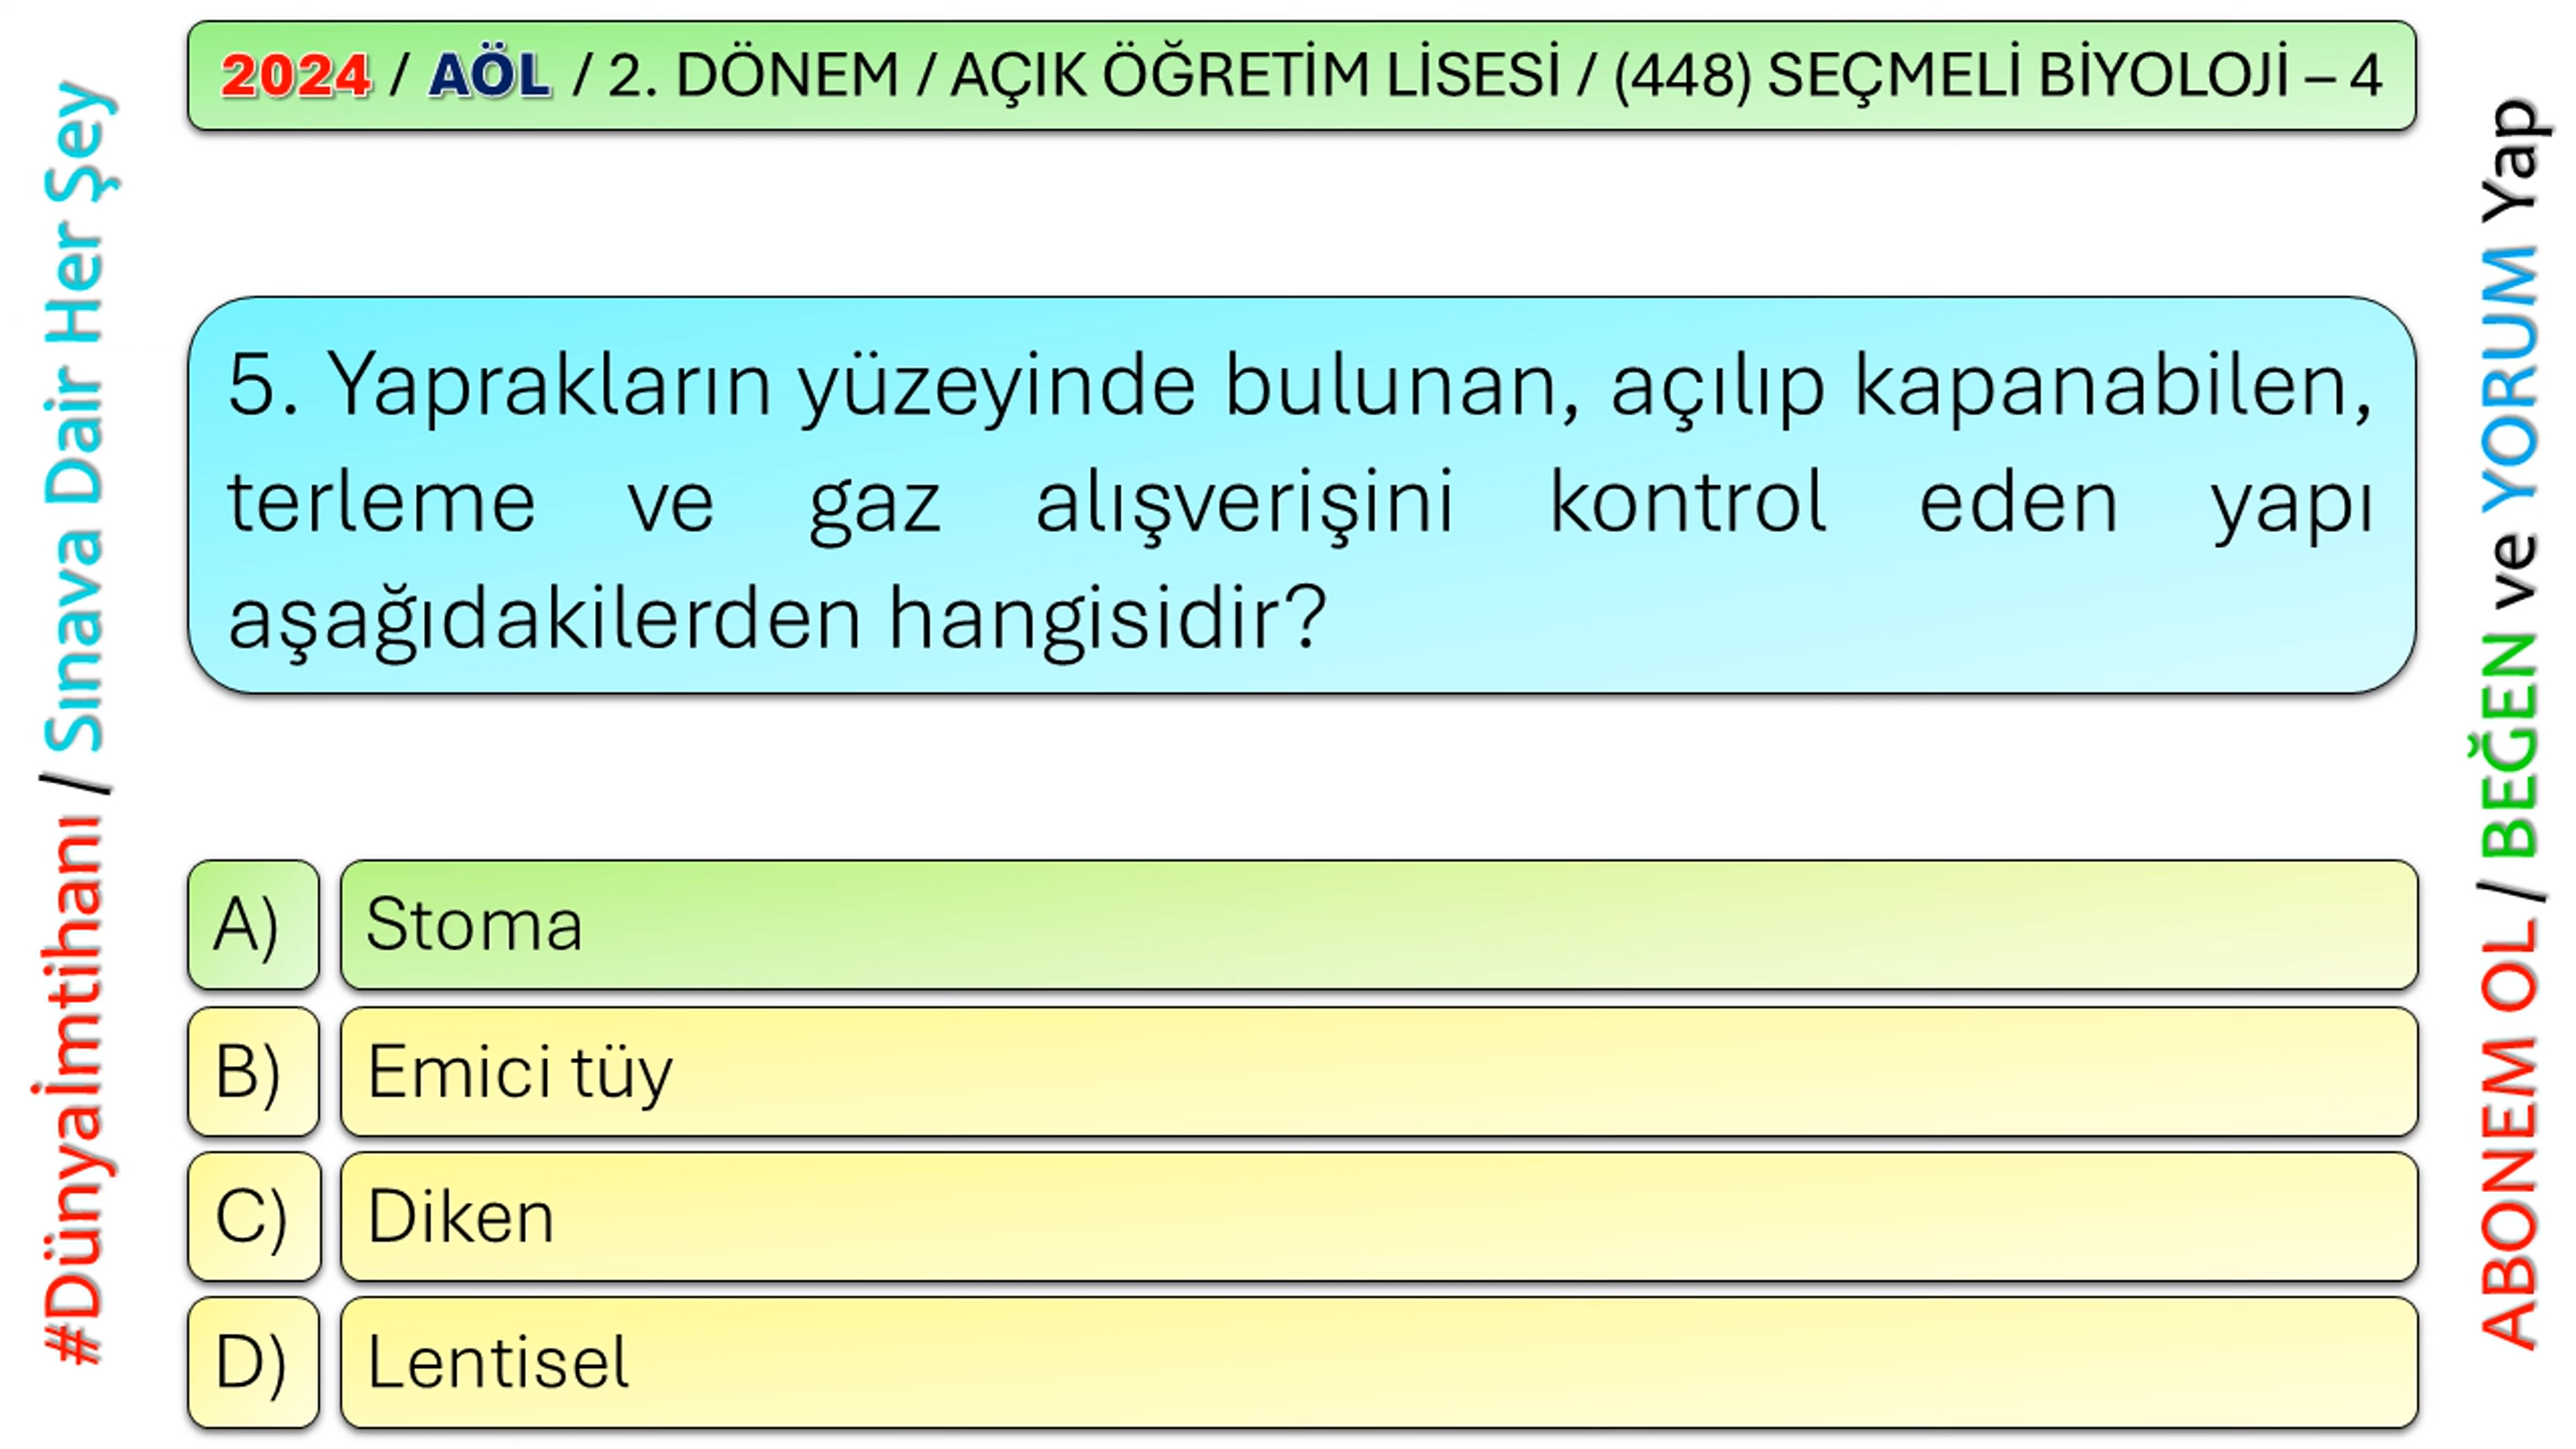 2024 / AÖL / 2. DÖNEM / AÇIK ÖĞRETİM LİSESİ / (448) SEÇMELİ BİYOLOJİ – 4
#Dünyaİmtihanı / Sınava Dair Her Şey
5. Yaprakların yüzeyinde bulunan, açılıp kapanabilen,
terleme ve gaz alışverişini kontrol eden yapı
aşağıdakilerden hangisidir?
A) Stoma
B) Emici tüy
C) Diken
D) Lentisel
ABONEM OL / BEĞEN ve YORUM Yap